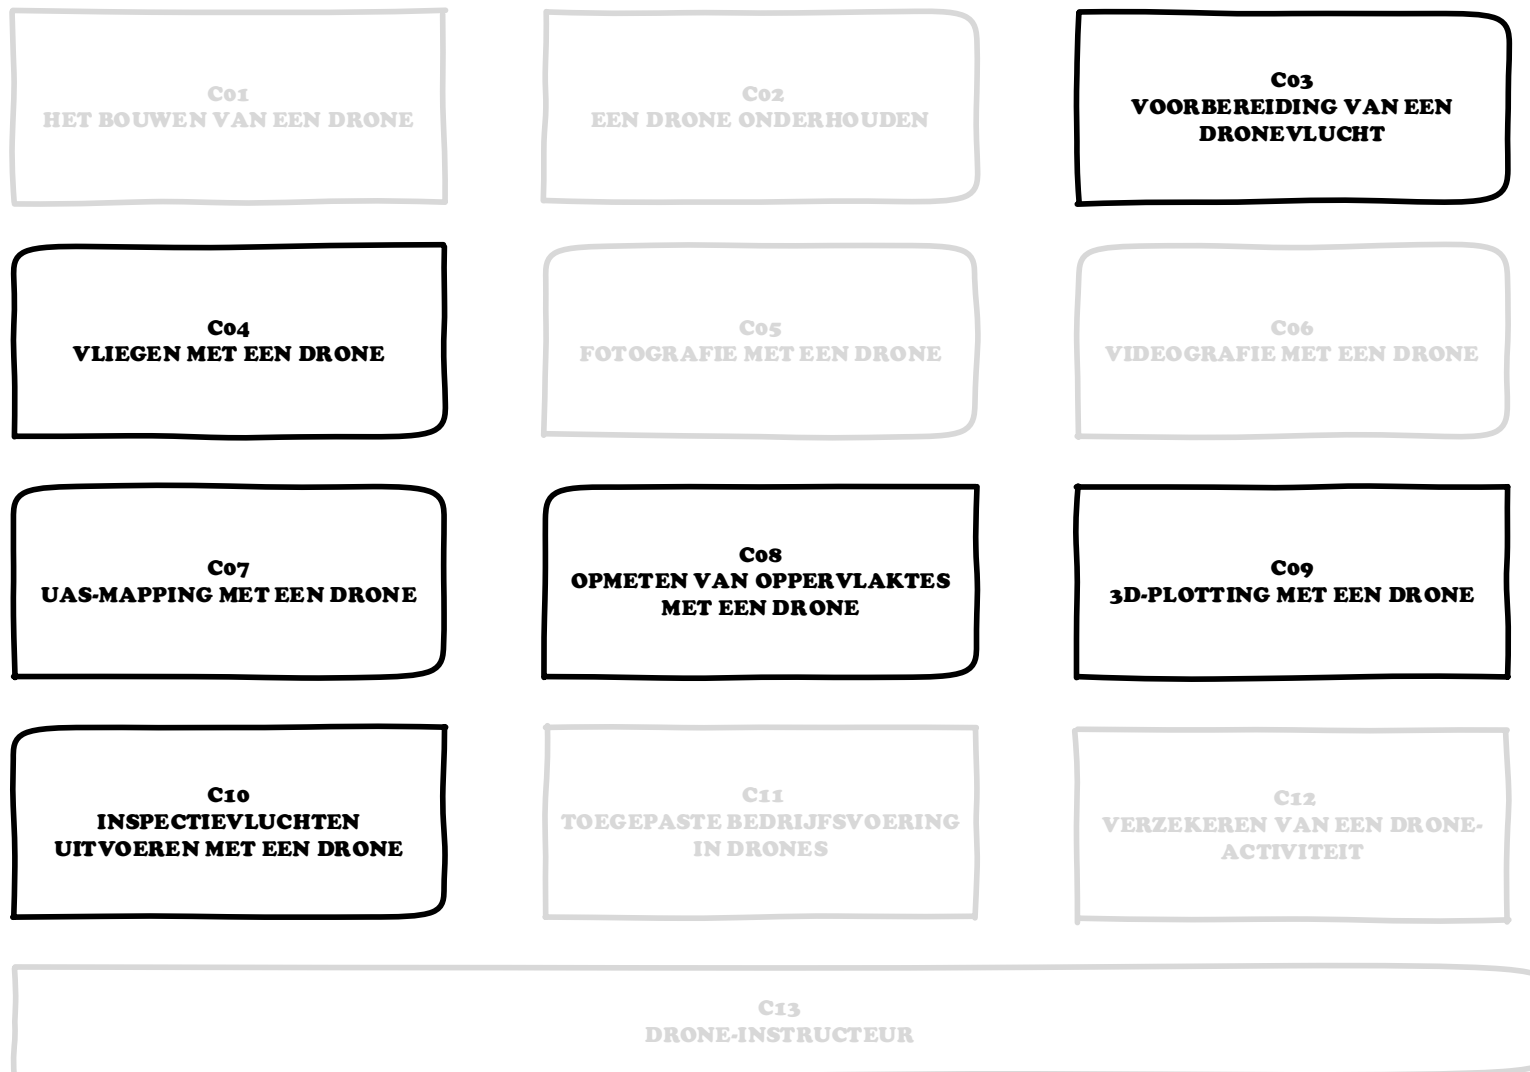 C01
HET BOUWEN VAN EEN DRONE
C02
EEN DRONE ONDERHOUDEN
C03
VOORBEREIDING VAN EEN
DRONEVLUCHT
C04
VLIEGEN MET EEN DRONE
C05
FOTOGRAFIE MET EEN DRONE
C06
VIDEOGRAFIE MET EEN DRONE
C07
UAS-MAPPING MET EEN DRONE
C08
OPMETEN VAN OPPERVLAKTES
MET EEN DRONE
C09
3D-PLOTTING MET EEN DRONE
C10
INSPECTIEVLUCHTEN
UITVOEREN MET EEN DRONE
C11
TOEGEPASTE BEDRIJFSVOERING
IN DRONES
C12
VERZEKEREN VAN EEN DRONE-
ACTIVITEIT
C13
DRONE-INSTRUCTEUR